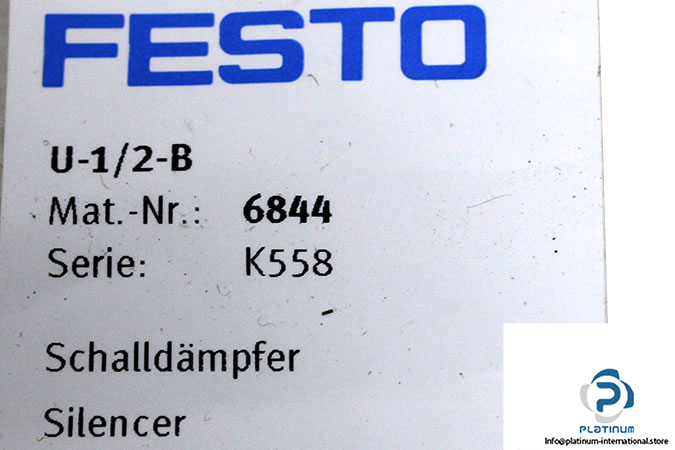 FESTO
U-1/2-B
Mat.-Nr.: 6844
Serie: K558
Schalldämpfer
Silencer
PLATINUM
Info@platinum-international.store